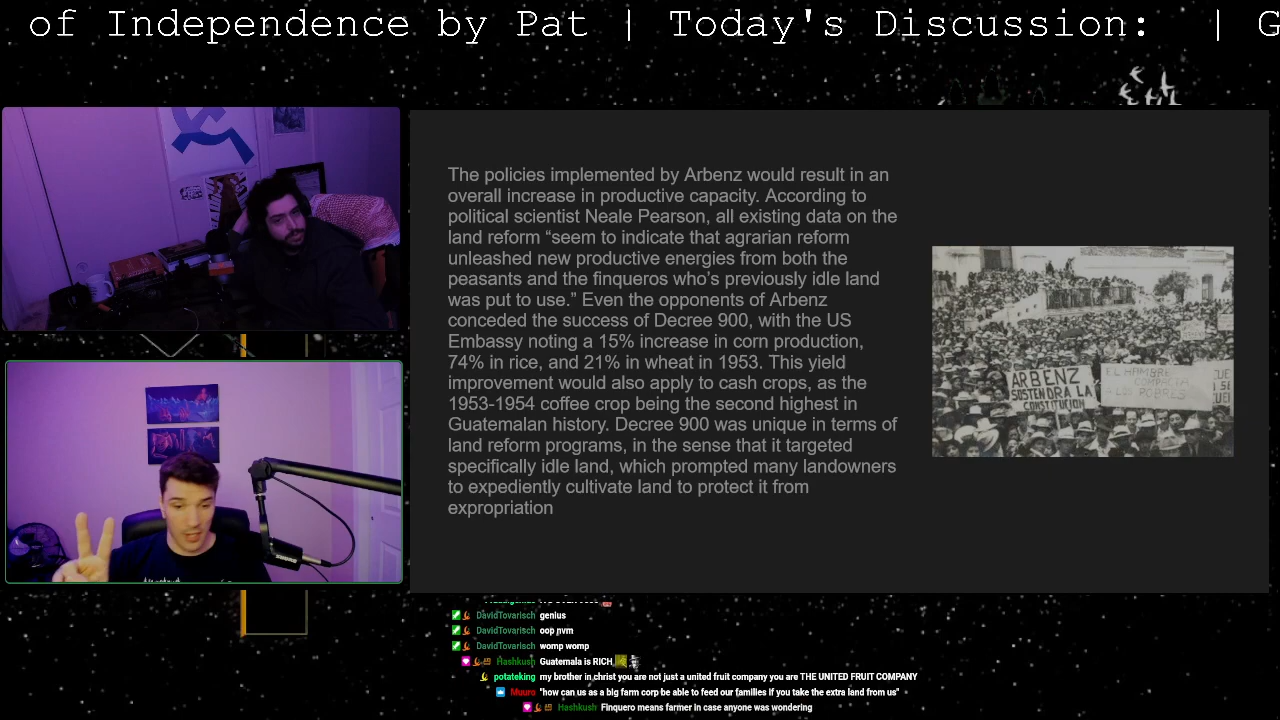 of Independence by Pat | Today's Discussion: | G
The policies implemented by Arbenz would result in an
overall increase in productive capacity. According to
political scientist Neale Pearson, all existing data on the
land reform “seem to indicate that agrarian reform
unleashed new productive energies from both the
peasants and the finqueros who’s previously idle land
was put to use.” Even the opponents of Arbenz
conceded the success of Decree 900, with the US
Embassy noting a 15% increase in corn production,
74% in rice, and 21% in wheat in 1953. This yield
improvement would also apply to cash crops, as the
1953-1954 coffee crop being the second highest in
Guatemalan history. Decree 900 was unique in terms of
land reform programs, in the sense that it targeted
specifically idle land, which prompted many landowners
to expediently cultivate land to protect it from
expropriation
ARBENZ
SOSTENDRA LA
CONSTITUCION
EL HAMBRE
COMPACTA
A LOS POBRES
DavidTovarisch genius
DavidTovarisch oop nvm
DavidTovarisch womp womp
Hashkush Guatemala is RICH
potateking my brother in christ you are not just a united fruit company you are THE UNITED FRUIT COMPANY
Muuro "how can us as a big farm corp be able to feed our families if you take the extra land from us"
Hashkush Finquero means farmer in case anyone was wondering